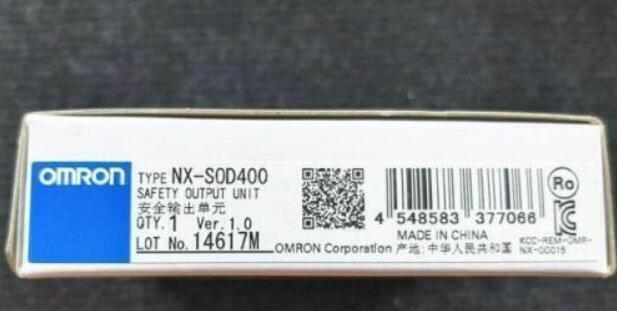 OMRON
TYPE NX-SOD400
SAFETY OUTPUT UNIT
安全输出单元
QTY. 1 Ver. 1.0
LOT No. 14617M
OMRON Corporation
4 548583 377066
MADE IN CHINA
产地: 中华人民共和国
Ro
KCC-REM-OMR-
NX-00015